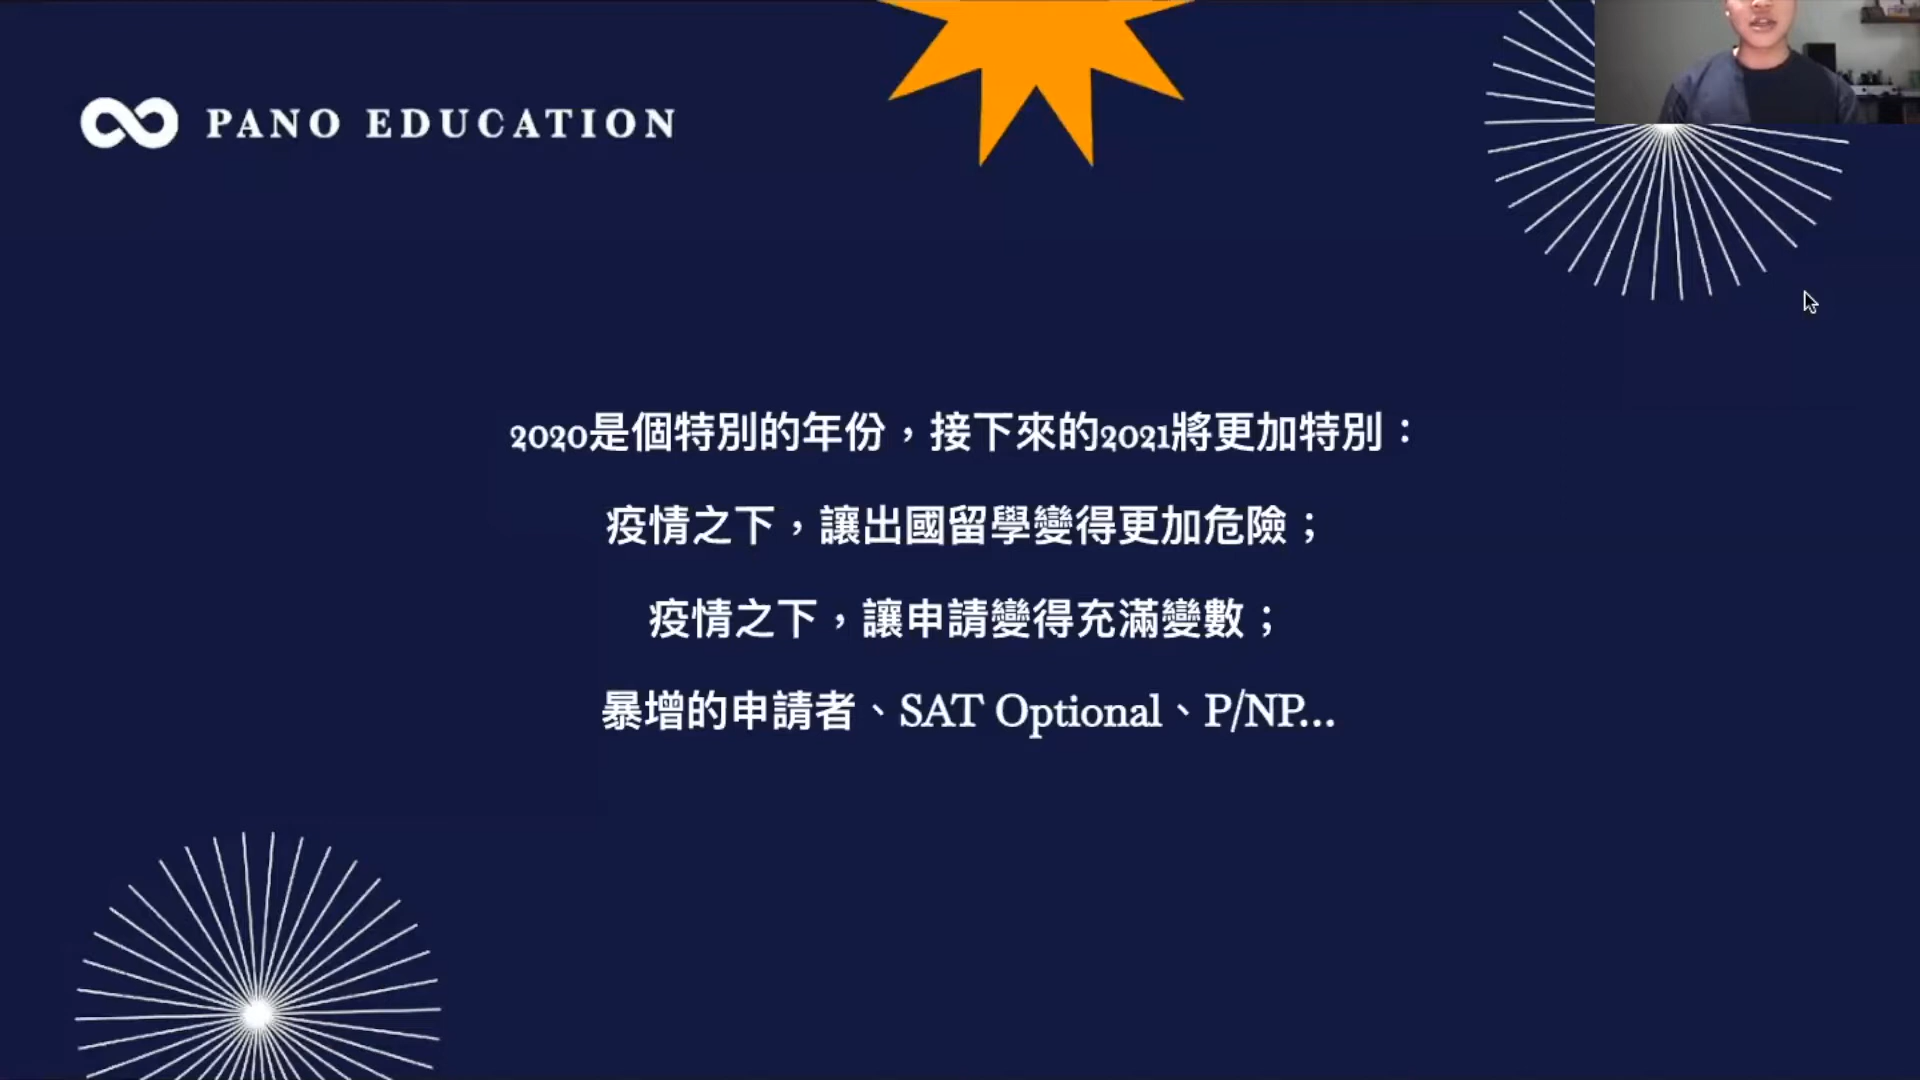 PANO EDUCATION
2020是個特別的年份，接下來的2021將更加特別：
疫情之下，讓出國留學變得更加危險；
疫情之下，讓申請變得充滿變數；
暴增的申請者、SAT Optional、P/NP...